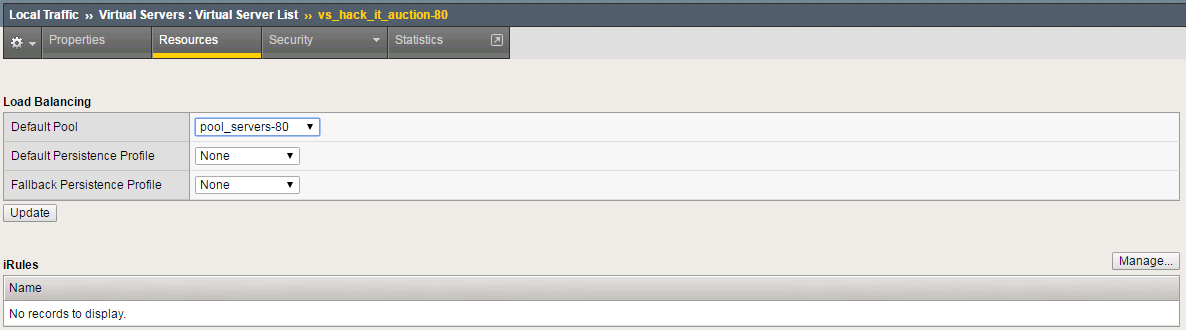 Local Traffic ›› Virtual Servers : Virtual Server List ›› vs_hack_it_auction-80
Properties Resources Security Statistics
Load Balancing
Default Pool pool_servers-80
Default Persistence Profile None
Fallback Persistence Profile None
Update
iRules Manage...
Name
No records to display.